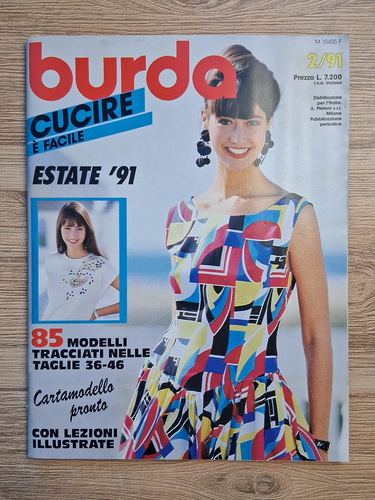 M 10435 F
burda
2/91
Prezzo L. 7.200
i.v.a. inclusa
CUCIRE
È FACILE
Distribuzione
per l'Italia:
A. Pieroni s.r.l.
Milano
Pubblicazione
periodica
ESTATE '91
85 MODELLI
TRACCIATI NELLE
TAGLIE 36-46
Cartamodello
pronto
CON LEZIONI
ILLUSTRATE